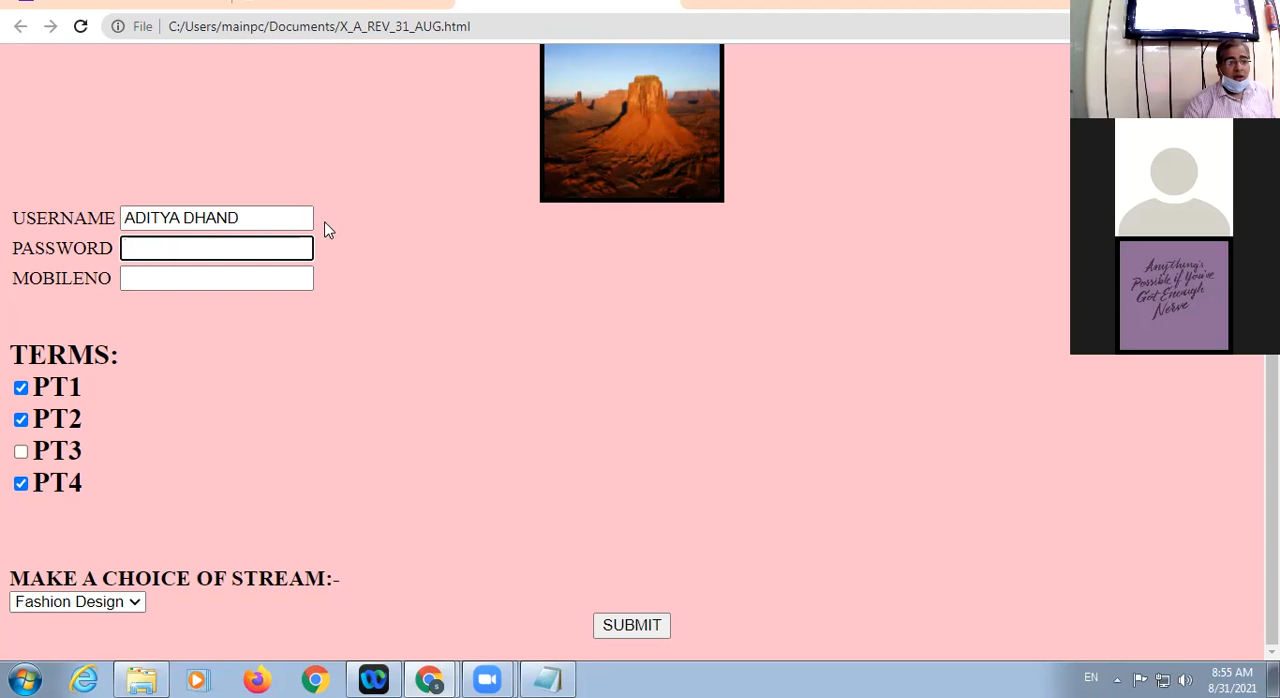 File C:/Users/mainpc/Documents/X_A_REV_31_AUG.html
USERNAME ADITYA DHAND
PASSWORD
MOBILENO
TERMS:
PT1
PT2
PT3
PT4
MAKE A CHOICE OF STREAM:-
Fashion Design
SUBMIT
Anything's
Possible if You've
Got Enough
Nerve
EN
8:55 AM
8/31/2021